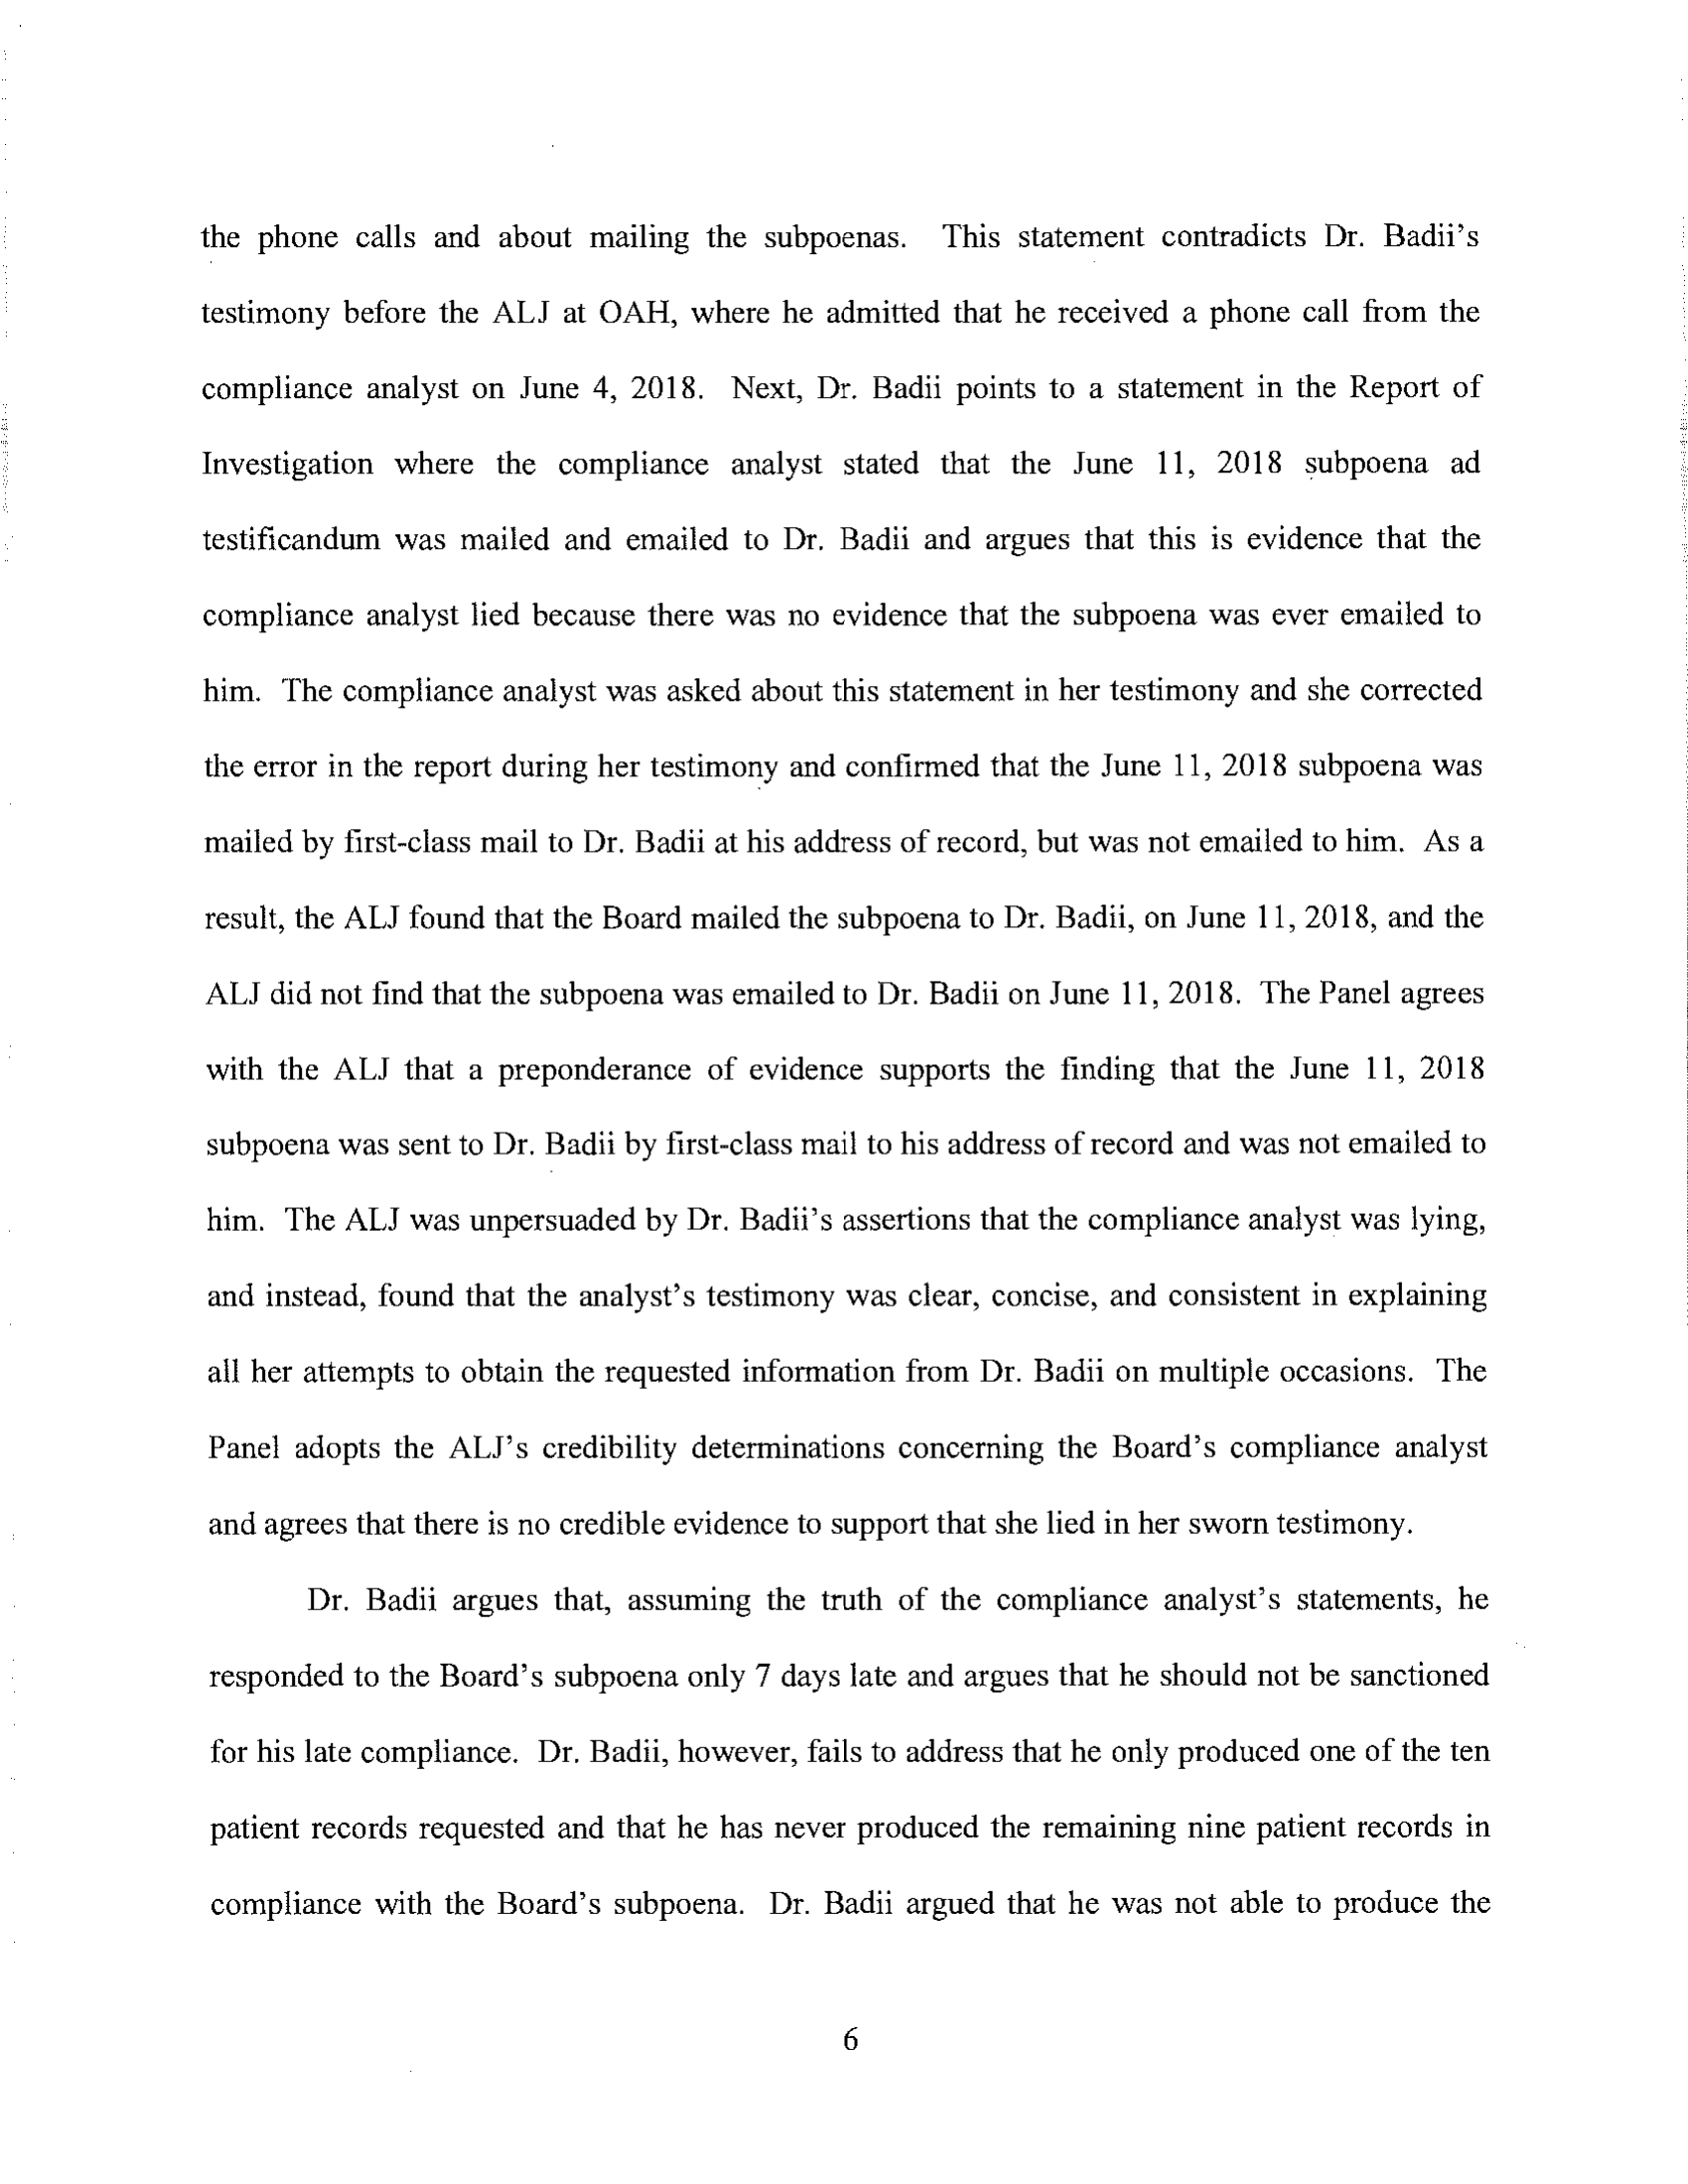 the phone calls and about mailing the subpoenas. This statement contradicts Dr. Badii's
testimony before the ALJ at OAH, where he admitted that he received a phone call from the
compliance analyst on June 4, 2018. Next, Dr. Badii points to a statement in the Report of
Investigation where the compliance analyst stated that the June 11, 2018 subpoena ad
testificandum was mailed and emailed to Dr. Badii and argues that this is evidence that the
compliance analyst lied because there was no evidence that the subpoena was ever emailed to
him. The compliance analyst was asked about this statement in her testimony and she corrected
the error in the report during her testimony and confirmed that the June 11, 2018 subpoena was
mailed by first-class mail to Dr. Badii at his address of record, but was not emailed to him. As a
result, the ALJ found that the Board mailed the subpoena to Dr. Badii, on June 11, 2018, and the
ALJ did not find that the subpoena was emailed to Dr. Badii on June 11, 2018. The Panel agrees
with the ALJ that a preponderance of evidence supports the finding that the June 11, 2018
subpoena was sent to Dr. Badii by first-class mail to his address of record and was not emailed to
him. The ALJ was unpersuaded by Dr. Badii's assertions that the compliance analyst was lying,
and instead, found that the analyst's testimony was clear, concise, and consistent in explaining
all her attempts to obtain the requested information from Dr. Badii on multiple occasions. The
Panel adopts the ALJ's credibility determinations concerning the Board's compliance analyst
and agrees that there is no credible evidence to support that she lied in her sworn testimony.
Dr. Badii argues that, assuming the truth of the compliance analyst's statements, he
responded to the Board's subpoena only 7 days late and argues that he should not be sanctioned
for his late compliance. Dr. Badii, however, fails to address that he only produced one of the ten
patient records requested and that he has never produced the remaining nine patient records in
compliance with the Board's subpoena. Dr. Badii argued that he was not able to produce the
6